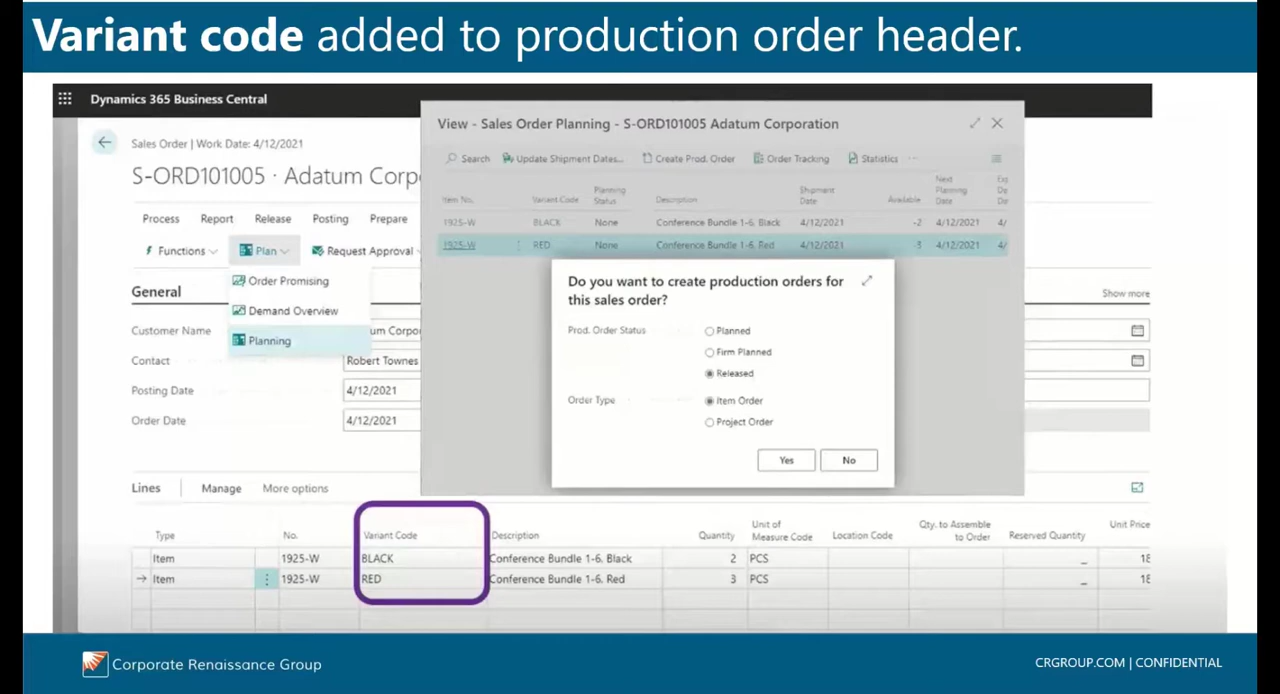 Variant code added to production order header.
Dynamics 365 Business Central
Sales Order | Work Date: 4/12/2021
S-ORD101005 · Adatum Corp
Process Report Release Posting Prepare
Functions Plan Request Approval
Order Promising
Demand Overview
Planning
General
Show more
Customer Name
um Corpo
Contact
Robert Townes
Posting Date
4/12/2021
Order Date
4/12/2021
View - Sales Order Planning - S-ORD101005 Adatum Corporation
Search Update Shipment Dates... Create Prod. Order Order Tracking Statistics ...
Item No. Variant Code Planning Status Description Shipment Date Available Next Planning Date Exp De De
1925-W BLACK None Conference Bundle 1-6, Black 4/12/2021 -2 4/12/2021 4/
1925-W RED None Conference Bundle 1-6, Red 4/12/2021 -3 4/12/2021 4/
Do you want to create production orders for
this sales order?
Prod. Order Status
Planned
Firm Planned
Released
Order Type
Item Order
Project Order
Yes No
Lines Manage More options
Type No. Variant Code Description Quantity Unit of Measure Code Location Code Qty. to Assemble to Order Reserved Quantity Unit Price
Item 1925-W BLACK Conference Bundle 1-6, Black 2 PCS _ 18
Item 1925-W RED Conference Bundle 1-6, Red 3 PCS _ 18
Corporate Renaissance Group
CRGROUP.COM | CONFIDENTIAL